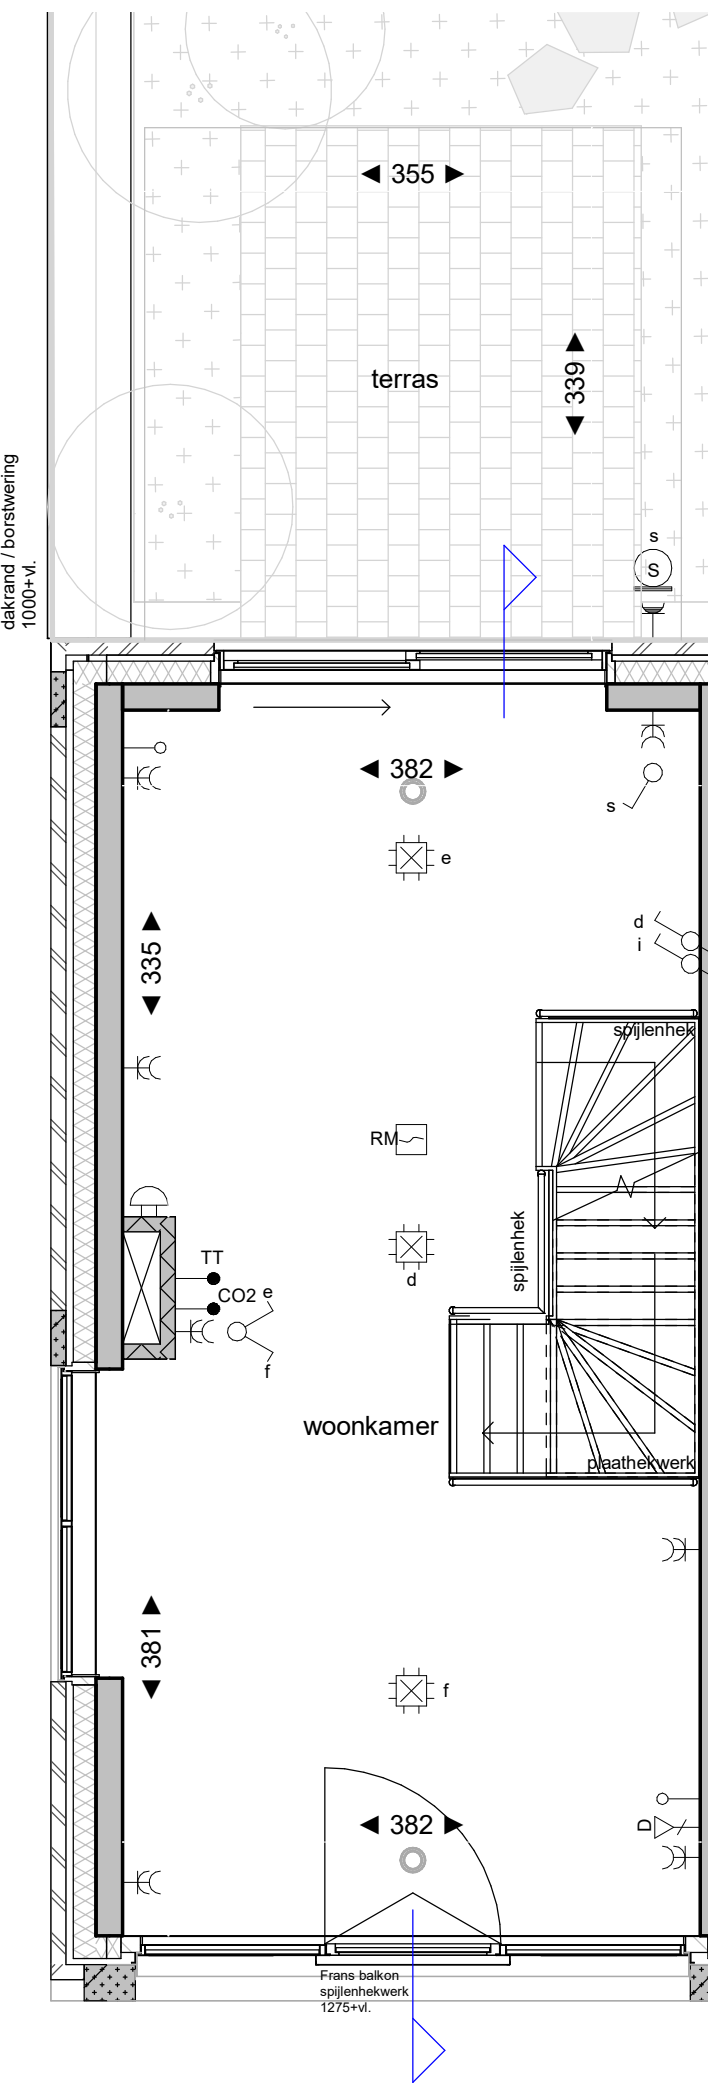 355
terras
339
dakrand / borstwering
1000+vl.
s
S
382
s
e
d
i
335
spijlenhek
RM
spijlenhek
d
TT
CO2
e
f
woonkamer
plaathekwerk
381
f
D
382
Frans balkon
spijlenhekwerk
1275+vl.